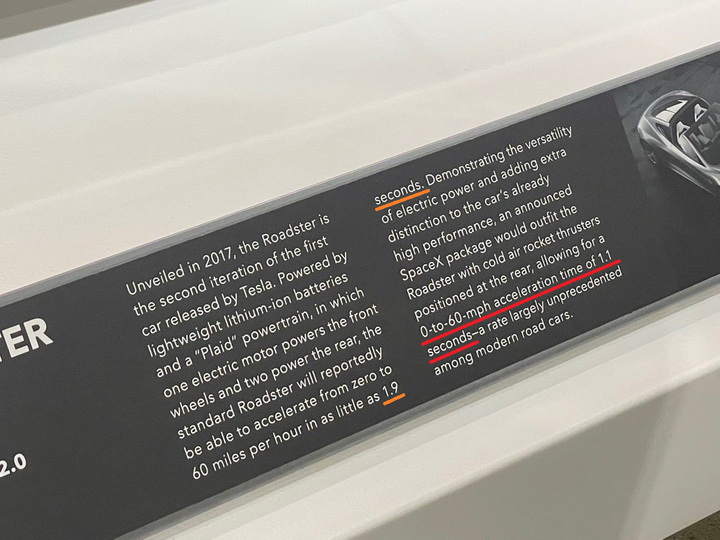 TER
2.0
Unveiled in 2017, the Roadster is
the second iteration of the first
car released by Tesla. Powered by
lightweight lithium-ion batteries
and a "Plaid" powertrain, in which
one electric motor powers the front
wheels and two power the rear, the
standard Roadster will reportedly
be able to accelerate from zero to
60 miles per hour in as little as 1.9
seconds. Demonstrating the versatility
of electric power and adding extra
distinction to the car's already
high performance, an announced
SpaceX package would outfit the
Roadster with cold air rocket thrusters
positioned at the rear, allowing for a
0-to-60-mph acceleration time of 1.1
seconds–a rate largely unprecedented
among modern road cars.